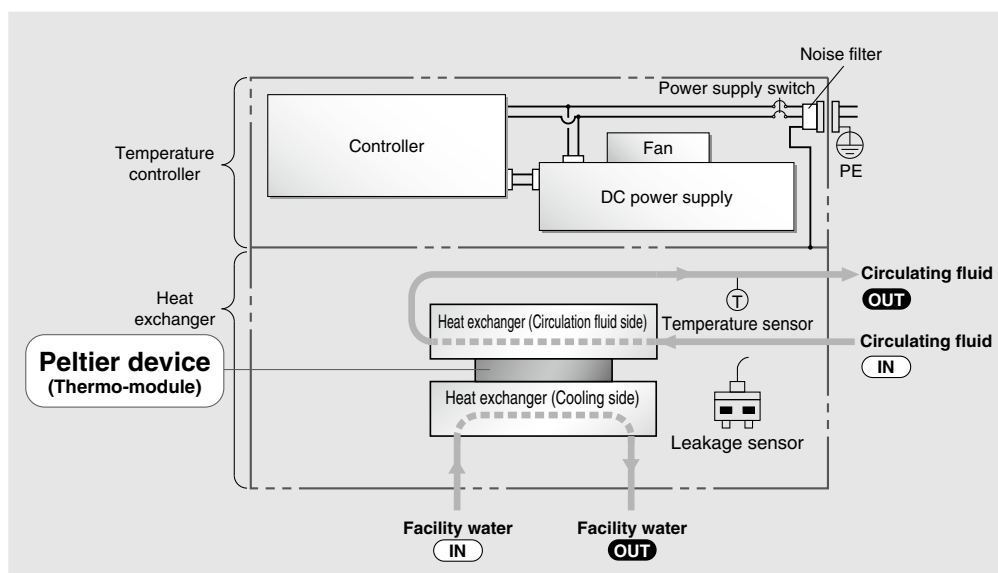 Noise filter
Power supply switch
Controller
Fan
Temperature
controller
PE
DC power supply
Circulating fluid
OUT
Heat
exchanger
T
Heat exchanger (Circulation fluid side)
Temperature sensor
Circulating fluid
IN
Peltier device
(Thermo-module)
Heat exchanger (Cooling side)
Leakage sensor
Facility water
IN
Facility water
OUT